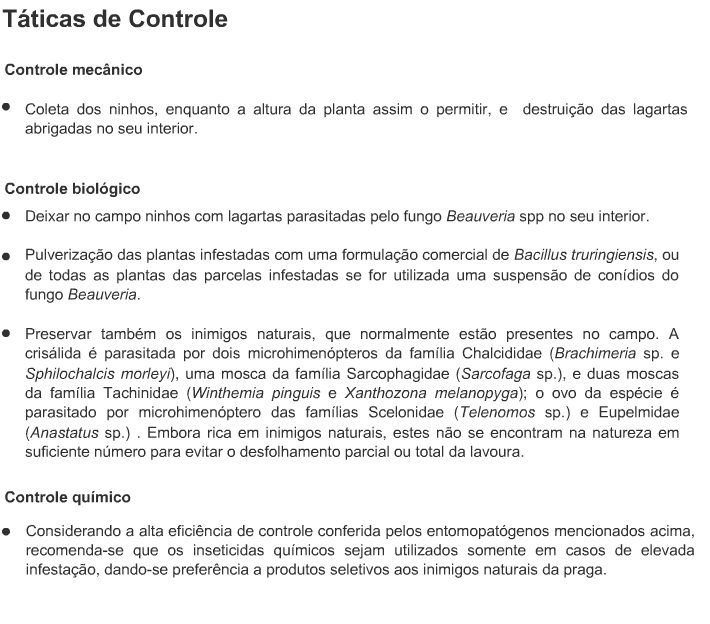 Táticas de Controle
Controle mecânico
● Coleta dos ninhos, enquanto a altura da planta assim o permitir, e destruição das lagartas
abrigadas no seu interior.
Controle biológico
● Deixar no campo ninhos com lagartas parasitadas pelo fungo Beauveria spp no seu interior.
● Pulverização das plantas infestadas com uma formulação comercial de Bacillus truringiensis, ou
de todas as plantas das parcelas infestadas se for utilizada uma suspensão de conídios do
fungo Beauveria.
● Preservar também os inimigos naturais, que normalmente estão presentes no campo. A
crisálida é parasitada por dois microhimenópteros da família Chalcididae (Brachimeria sp. e
Sphilochalcis morleyi), uma mosca da família Sarcophagidae (Sarcofaga sp.), e duas moscas
da família Tachinidae (Winthemia pinguis e Xanthozona melanopyga); o ovo da espécie é
parasitado por microhimenóptero das famílias Scelonidae (Telenomos sp.) e Eupelmidae
(Anastatus sp.) . Embora rica em inimigos naturais, estes não se encontram na natureza em
suficiente número para evitar o desfolhamento parcial ou total da lavoura.
Controle químico
● Considerando a alta eficiência de controle conferida pelos entomopatógenos mencionados acima,
recomenda-se que os inseticidas químicos sejam utilizados somente em casos de elevada
infestação, dando-se preferência a produtos seletivos aos inimigos naturais da praga.